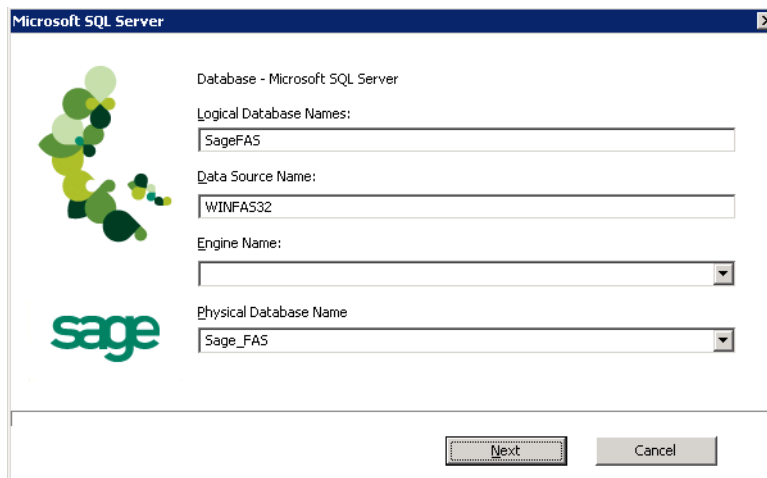 Microsoft SQL Server
Database - Microsoft SQL Server
Logical Database Names:
SageFAS
Data Source Name:
WINFAS32
Engine Name:
Physical Database Name
Sage_FAS
sage
Next
Cancel